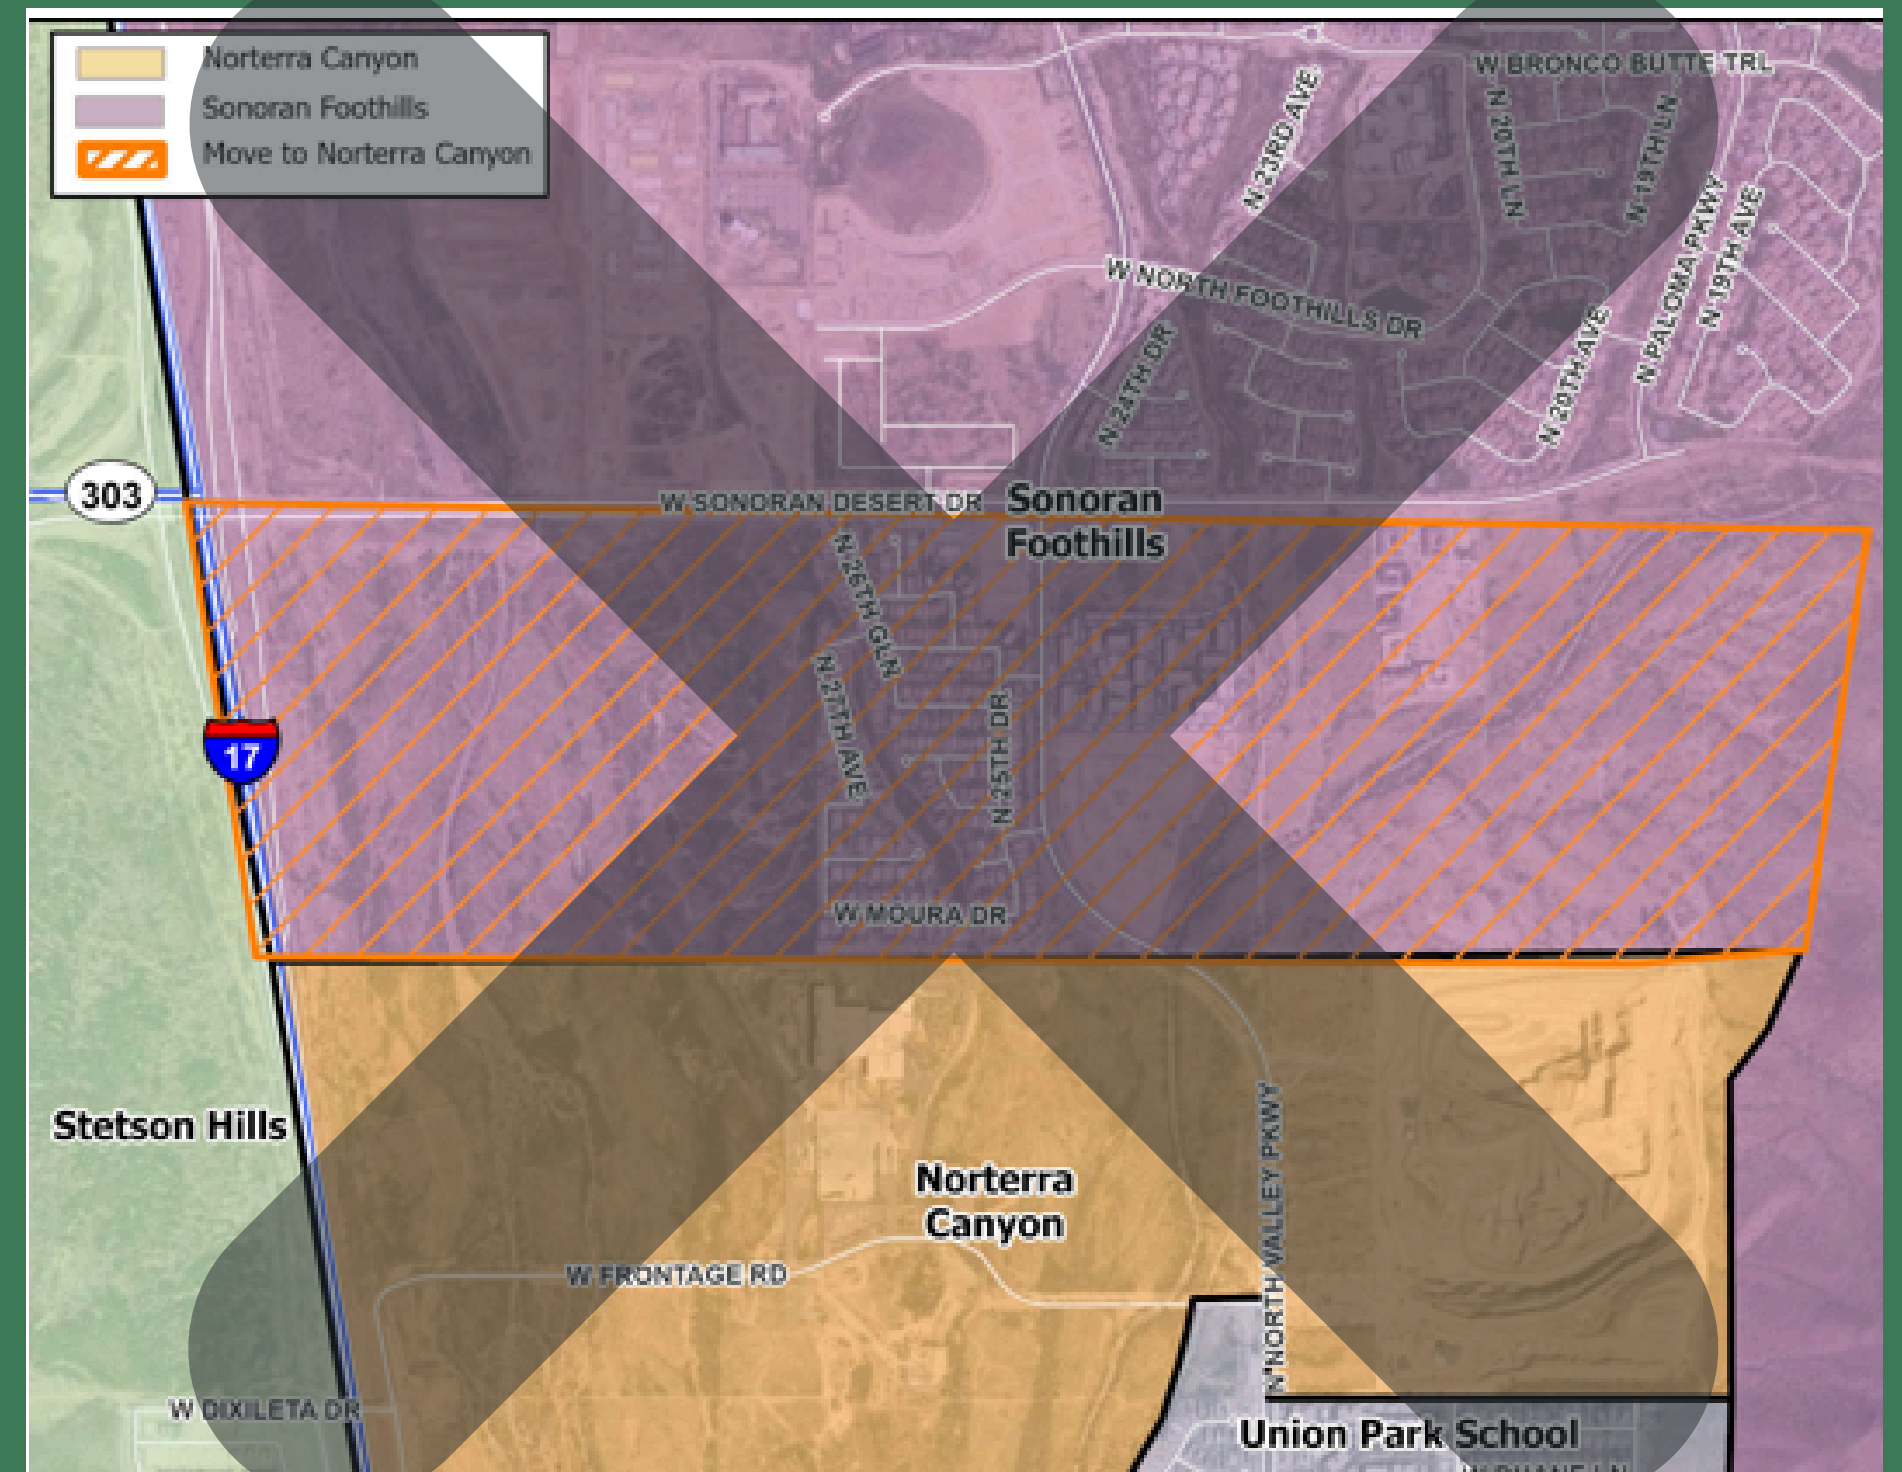 Norterra Canyon
Sonoran Foothills
Move to Norterra Canyon
W BRONCO BUTTE TRL
N 23RD AVE
N 20TH LN
N 19TH LN
N PALOMA PKWY
N 19TH AVE
W NORTH FOOTHILLS DR
N 24TH DR
N 20TH AVE
303
W SONORAN DESERT DR
Sonoran
Foothills
N 26TH GLN
N 27TH AVE
N 25TH DR
17
W MOURA DR
Stetson Hills
Norterra
Canyon
N NORTH VALLEY PKWY
W FRONTAGE RD
W DIXILETA DR
Union Park School